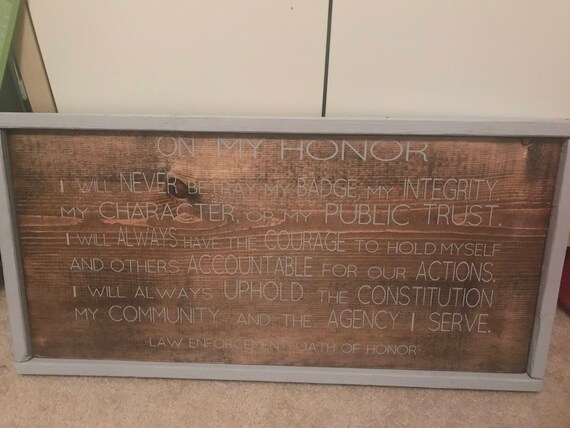 ON MY HONOR
I WILL NEVER BETRAY MY BADGE, MY INTEGRITY
MY CHARACTER, OR MY PUBLIC TRUST.
I WILL ALWAYS HAVE THE COURAGE TO HOLD MYSELF
AND OTHERS ACCOUNTABLE FOR OUR ACTIONS.
I WILL ALWAYS UPHOLD THE CONSTITUTION
MY COMMUNITY AND THE AGENCY I SERVE.
-LAW ENFORCEMENT OATH OF HONOR-